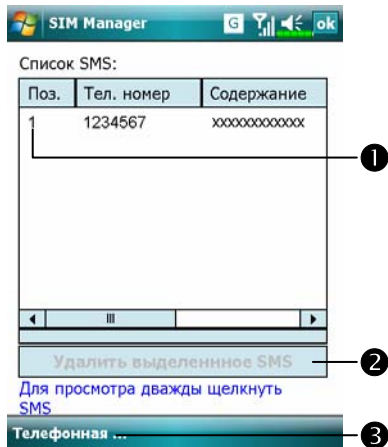 SIM Manager G ok
Список SMS:
Поз. Тел. номер Содержание
1 1234567 xxxxxxxxxxxx
1
Удалить выделеннное SMS
2
Для просмотра дважды щелкнуть
SMS
Телефонная ...
3